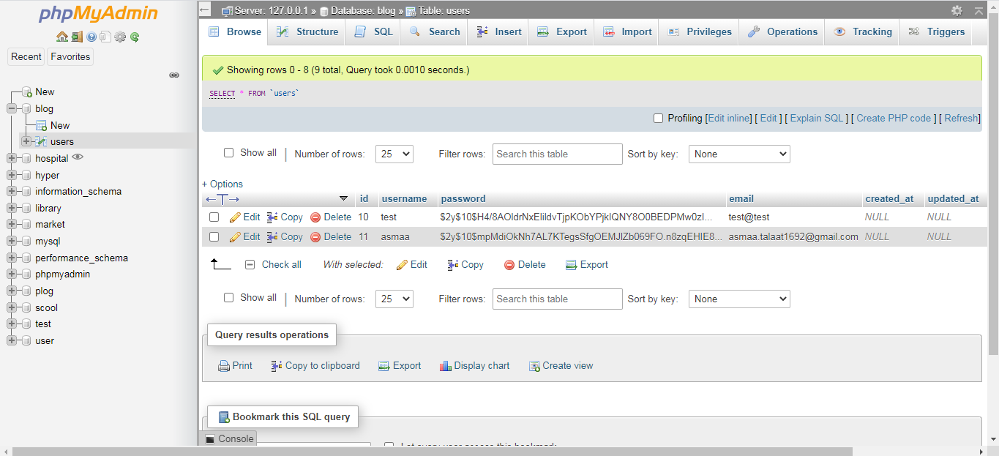 phpMyAdmin
Recent Favorites
New
blog
New
users
hospital
hyper
information_schema
library
market
mysql
performance_schema
phpmyadmin
plog
scool
test
user
Server: 127.0.0.1 » Database: blog » Table: users
Browse Structure SQL Search Insert Export Import Privileges Operations Tracking Triggers
Showing rows 0 - 8 (9 total, Query took 0.0010 seconds.)
SELECT * FROM `users`
Profiling [Edit inline] [ Edit ] [ Explain SQL ] [ Create PHP code ] [ Refresh]
Show all | Number of rows: 25 Filter rows: Search this table Sort by key: None
+ Options
←T→ id username password email created_at updated_at
Edit Copy Delete 10 test $2y$10$H4/8AOldrNxElildvTjpKObYPjkIQNY8O0BEDPMw0zI... test@test NULL NULL
Edit Copy Delete 11 asmaa $2y$10$mpMdiOkNh7AL7KTegsSfgOEMJlZb069FO.n8zqEHIE8... asmaa.talaat1692@gmail.com NULL NULL
Check all With selected: Edit Copy Delete Export
Show all | Number of rows: 25 Filter rows: Search this table Sort by key: None
Query results operations
Print Copy to clipboard Export Display chart Create view
Bookmark this SQL query
Console